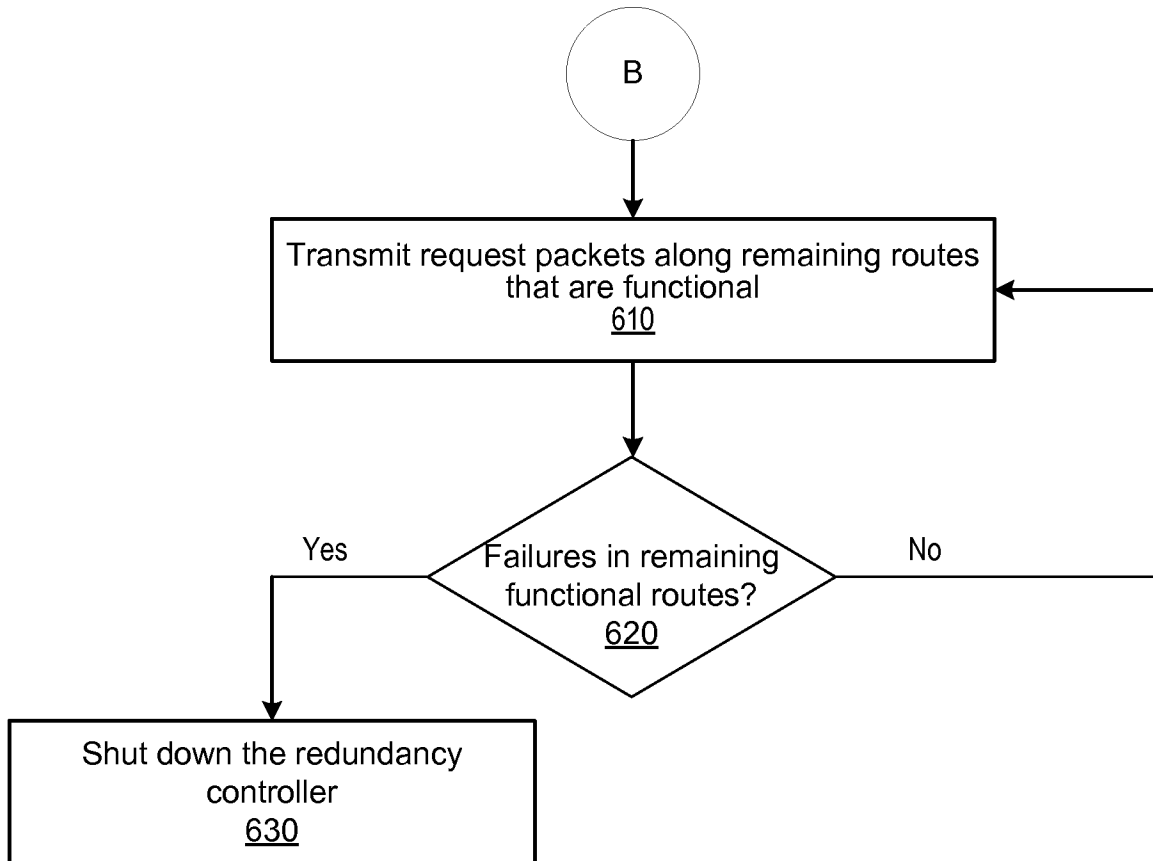 B
Transmit request packets along remaining routes
that are functional
610
Yes
No
Failures in remaining
functional routes?
620
Shut down the redundancy
controller
630